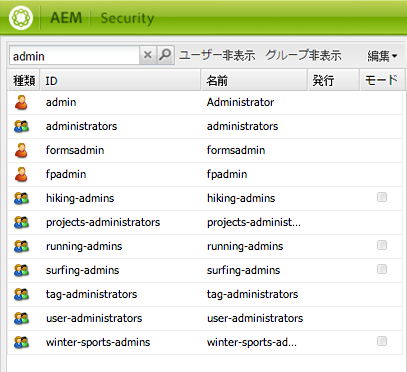 AEM Security
admin ユーザー非表示 グループ非表示 編集
種類 ID 名前 発行 モード
admin Administrator
administrators administrators
formsadmin formsadmin
fpadmin fpadmin
hiking-admins hiking-admins
projects-administrators projects-administ...
running-admins running-admins
surfing-admins surfing-admins
tag-administrators tag-administrators
user-administrators user-administrators
winter-sports-admins winter-sports-ad...